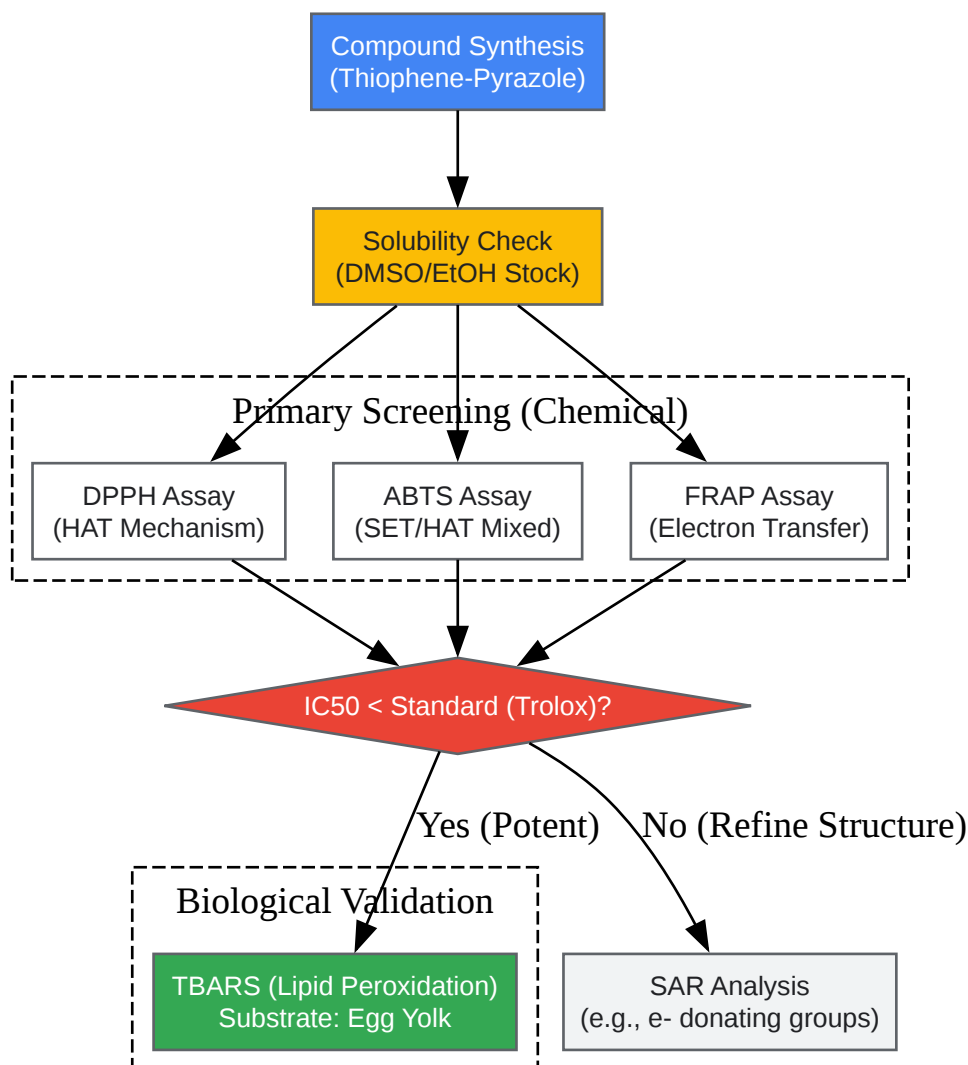 Compound Synthesis
(Thiophene-Pyrazole)
Solubility Check
(DMSO/EtOH Stock)
Primary Screening (Chemical)
DPPH Assay
(HAT Mechanism)
ABTS Assay
(SET/HAT Mixed)
FRAP Assay
(Electron Transfer)
IC50 < Standard (Trolox)?
Yes (Potent)
No (Refine Structure)
Biological Validation
TBARS (Lipid Peroxidation)
Substrate: Egg Yolk
SAR Analysis
(e.g., e- donating groups)